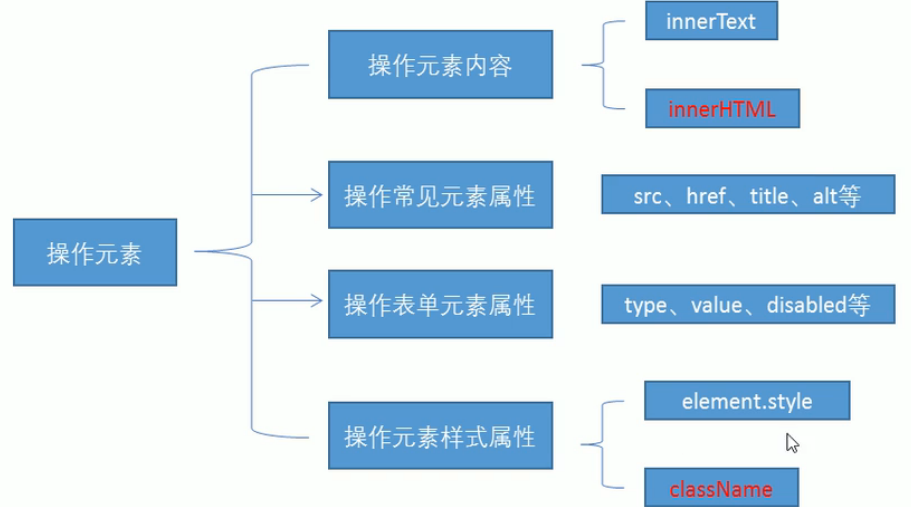 操作元素
操作元素内容
innerText
innerHTML
操作常见元素属性
src、href、title、alt等
操作表单元素属性
type、value、disabled等
操作元素样式属性
element.style
className